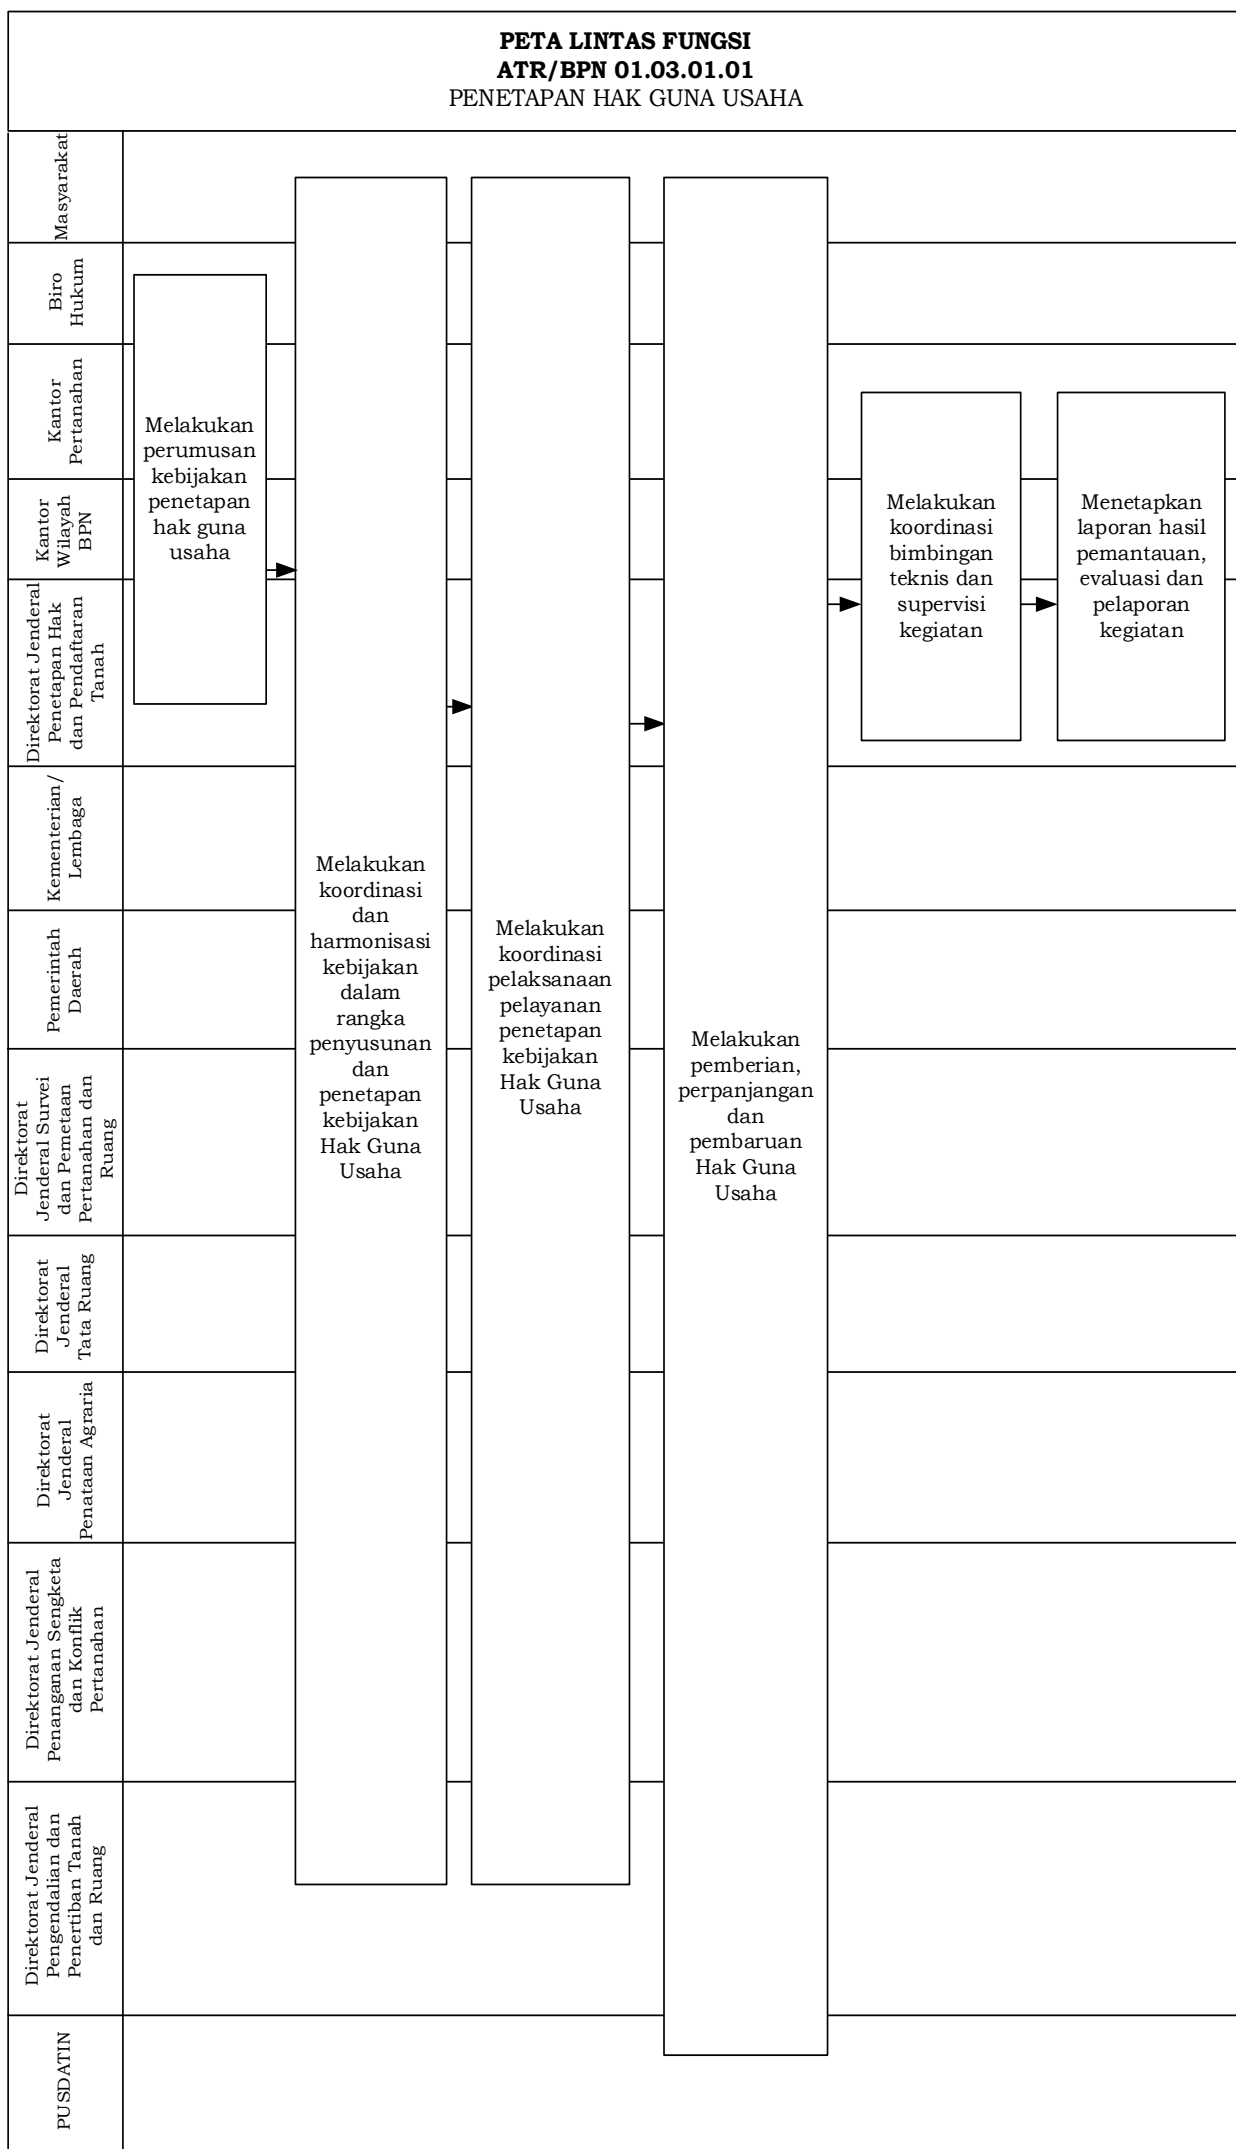 PETA LINTAS FUNGSI
ATR/BPN 01.03.01.01
PENETAPAN HAK GUNA USAHA
Masyarakat
Biro
Hukum
Kantor
Pertanahan
Kantor
Wilayah
BPN
Direktorat Jenderal
Penetapan Hak
dan Pendaftaran
Tanah
Kementerian/
Lembaga
Pemerintah
Daerah
Direktorat
Jenderal Survei
dan Pemetaan
Pertanahan dan
Ruang
Direktorat
Jenderal
Tata Ruang
Direktorat
Jenderal
Penataan Agraria
Direktorat Jenderal
Penanganan Sengketa
dan Konflik
Pertanahan
Direktorat Jenderal
Pengendalian dan
Penertiban Tanah
dan Ruang
PUSDATIN
Melakukan
perumusan
kebijakan
penetapan
hak guna
usaha
Melakukan
koordinasi
dan
harmonisasi
kebijakan
dalam
rangka
penyusunan
dan
penetapan
kebijakan
Hak Guna
Usaha
Melakukan
koordinasi
pelaksanaan
pelayanan
penetapan
kebijakan
Hak Guna
Usaha
Melakukan
pemberian,
perpanjangan
dan
pembaruan
Hak Guna
Usaha
Melakukan
koordinasi
bimbingan
teknis dan
supervisi
kegiatan
Menetapkan
laporan hasil
pemantauan,
evaluasi dan
pelaporan
kegiatan